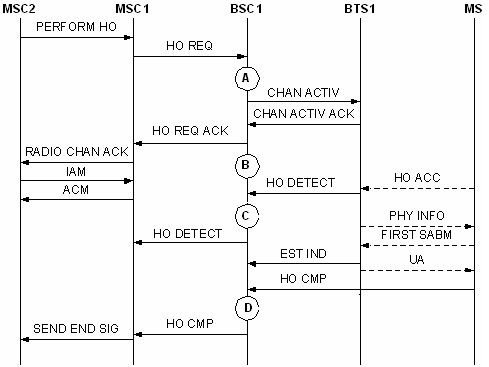 MSC2 MSC1 BSC1 BTS1 MS
PERFORM HO
HO REQ
A
CHAN ACTIV
CHAN ACTIV ACK
HO REQ ACK
RADIO CHAN ACK
B
IAM
HO ACC
HO DETECT
ACM
C
PHY INFO
HO DETECT
FIRST SABM
EST IND
UA
HO CMP
D
SEND END SIG
HO CMP